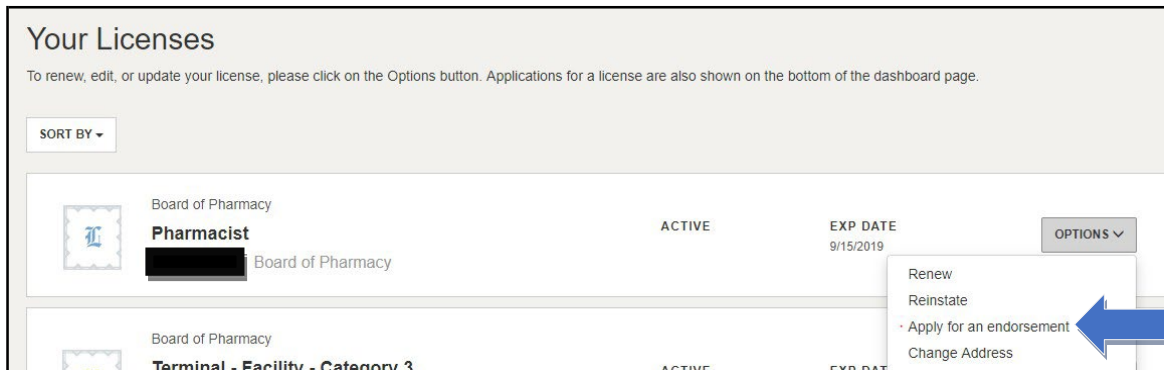 Your Licenses
To renew, edit, or update your license, please click on the Options button. Applications for a license are also shown on the bottom of the dashboard page.
SORT BY
Board of Pharmacy
Pharmacist
ACTIVE
EXP DATE
9/15/2019
OPTIONS
Board of Pharmacy
Renew
Reinstate
Apply for an endorsement
Change Address
Board of Pharmacy
Terminal - Facility - Category 3
ACTIVE
EXP DAT